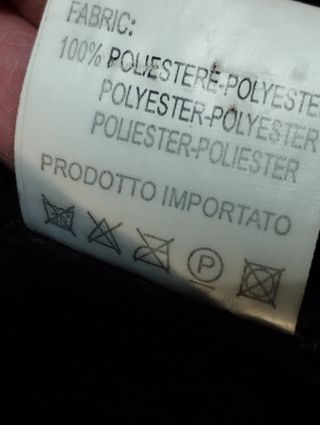 FABRIC:
100% POLIESTERE-POLYESTE
POLYESTER-POLYESTER
POLIESTER-POLIESTER
PRODOTTO IMPORTATO
P